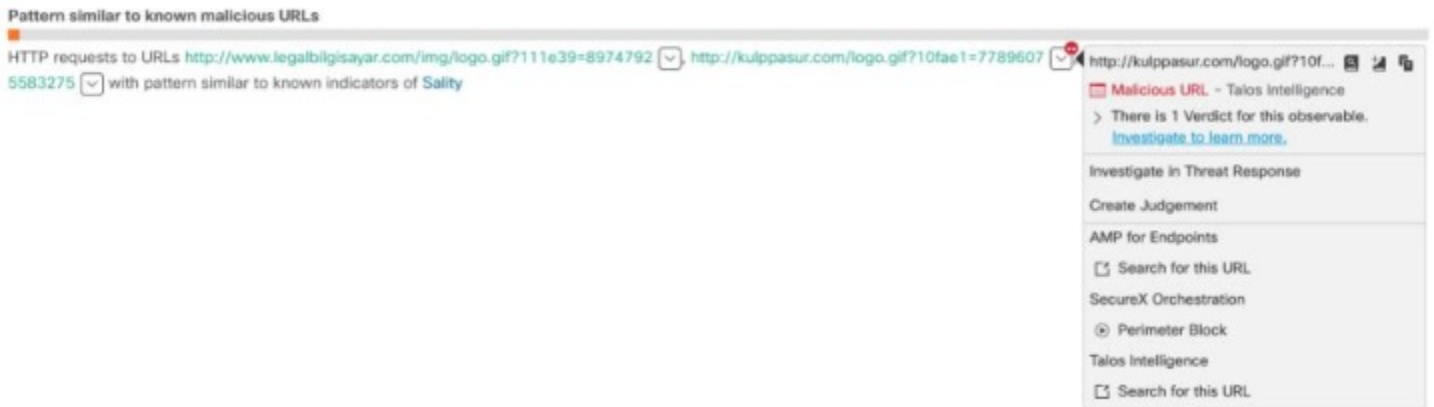 Pattern similar to known malicious URLs
HTTP requests to URLs http://www.legalbilgisayar.com/img/logo.gif?111e39=8974792 , http://kulppasur.com/logo.gif?10fae1=7789607
5583275 with pattern similar to known indicators of Sality
http://kulppasur.com/logo.gif?10f...
Malicious URL - Talos Intelligence
> There is 1 Verdict for this observable.
Investigate to learn more.
Investigate in Threat Response
Create Judgement
AMP for Endpoints
Search for this URL
SecureX Orchestration
Perimeter Block
Talos Intelligence
Search for this URL